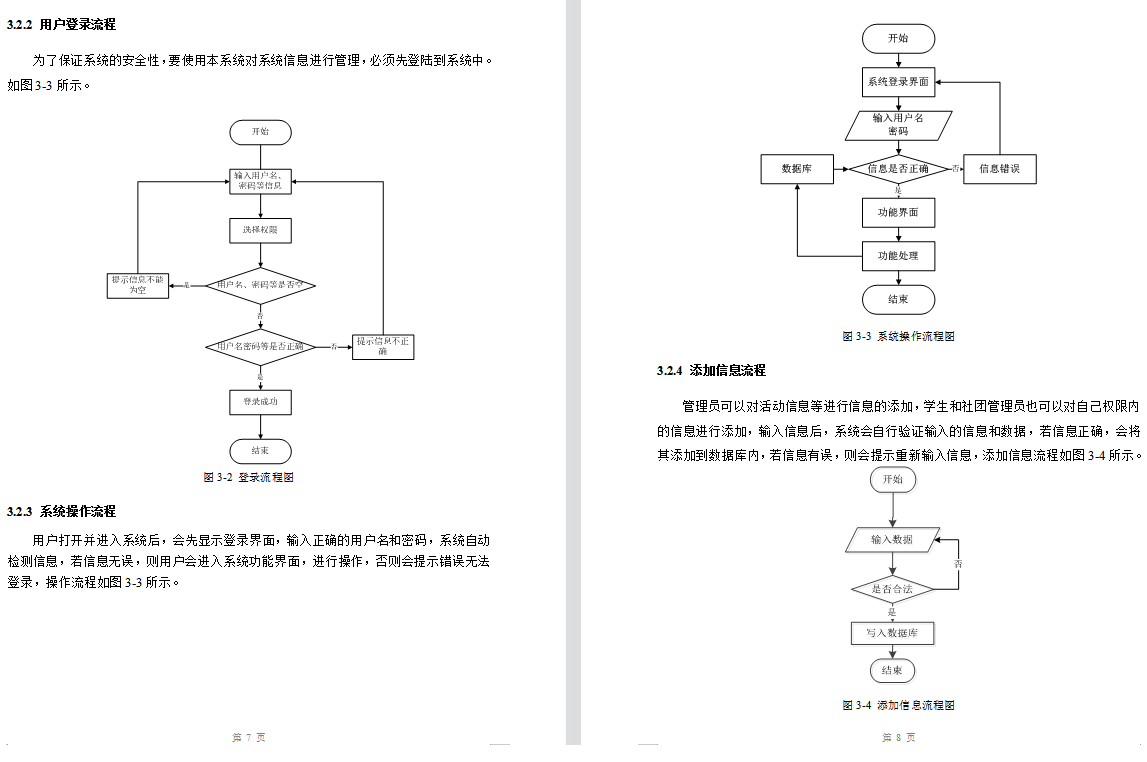 3.2.2 用户登录流程
为了保证系统的安全性，要使用本系统对系统信息进行管理，必须先登陆到系统中。
如图3-3 所示。
开始
输入用户名、
密码等信息
选择权限
用户名、密码等是否空
是
提示信息不能
为空
否
用户名密码等是否正确
否
提示信息不正
确
是
登录成功
结束
图 3-2 登录流程图
3.2.3 系统操作流程
用户打开并进入系统后，会先显示登录界面，输入正确的用户名和密码，系统自动
检测信息，若信息无误，则用户会进入系统功能界面，进行操作，否则会提示错误无法
登录，操作流程如图 3-3 所示。
第 7 页
开始
系统登录界面
输入用户名
密码
数据库
信息是否正确
否
信息错误
是
功能界面
功能处理
结束
图 3-3 系统操作流程图
3.2.4 添加信息流程
管理员可以对活动信息等进行信息的添加，学生和社团管理员也可以对自己权限内
的信息进行添加，输入信息后，系统会自行验证输入的信息和数据，若信息正确，会将
其添加到数据库内，若信息有误，则会提示重新输入信息，添加信息流程如图 3-4 所示。
开始
输入数据
否
是否合法
是
写入数据库
结束
图 3-4 添加信息流程图
第 8 页